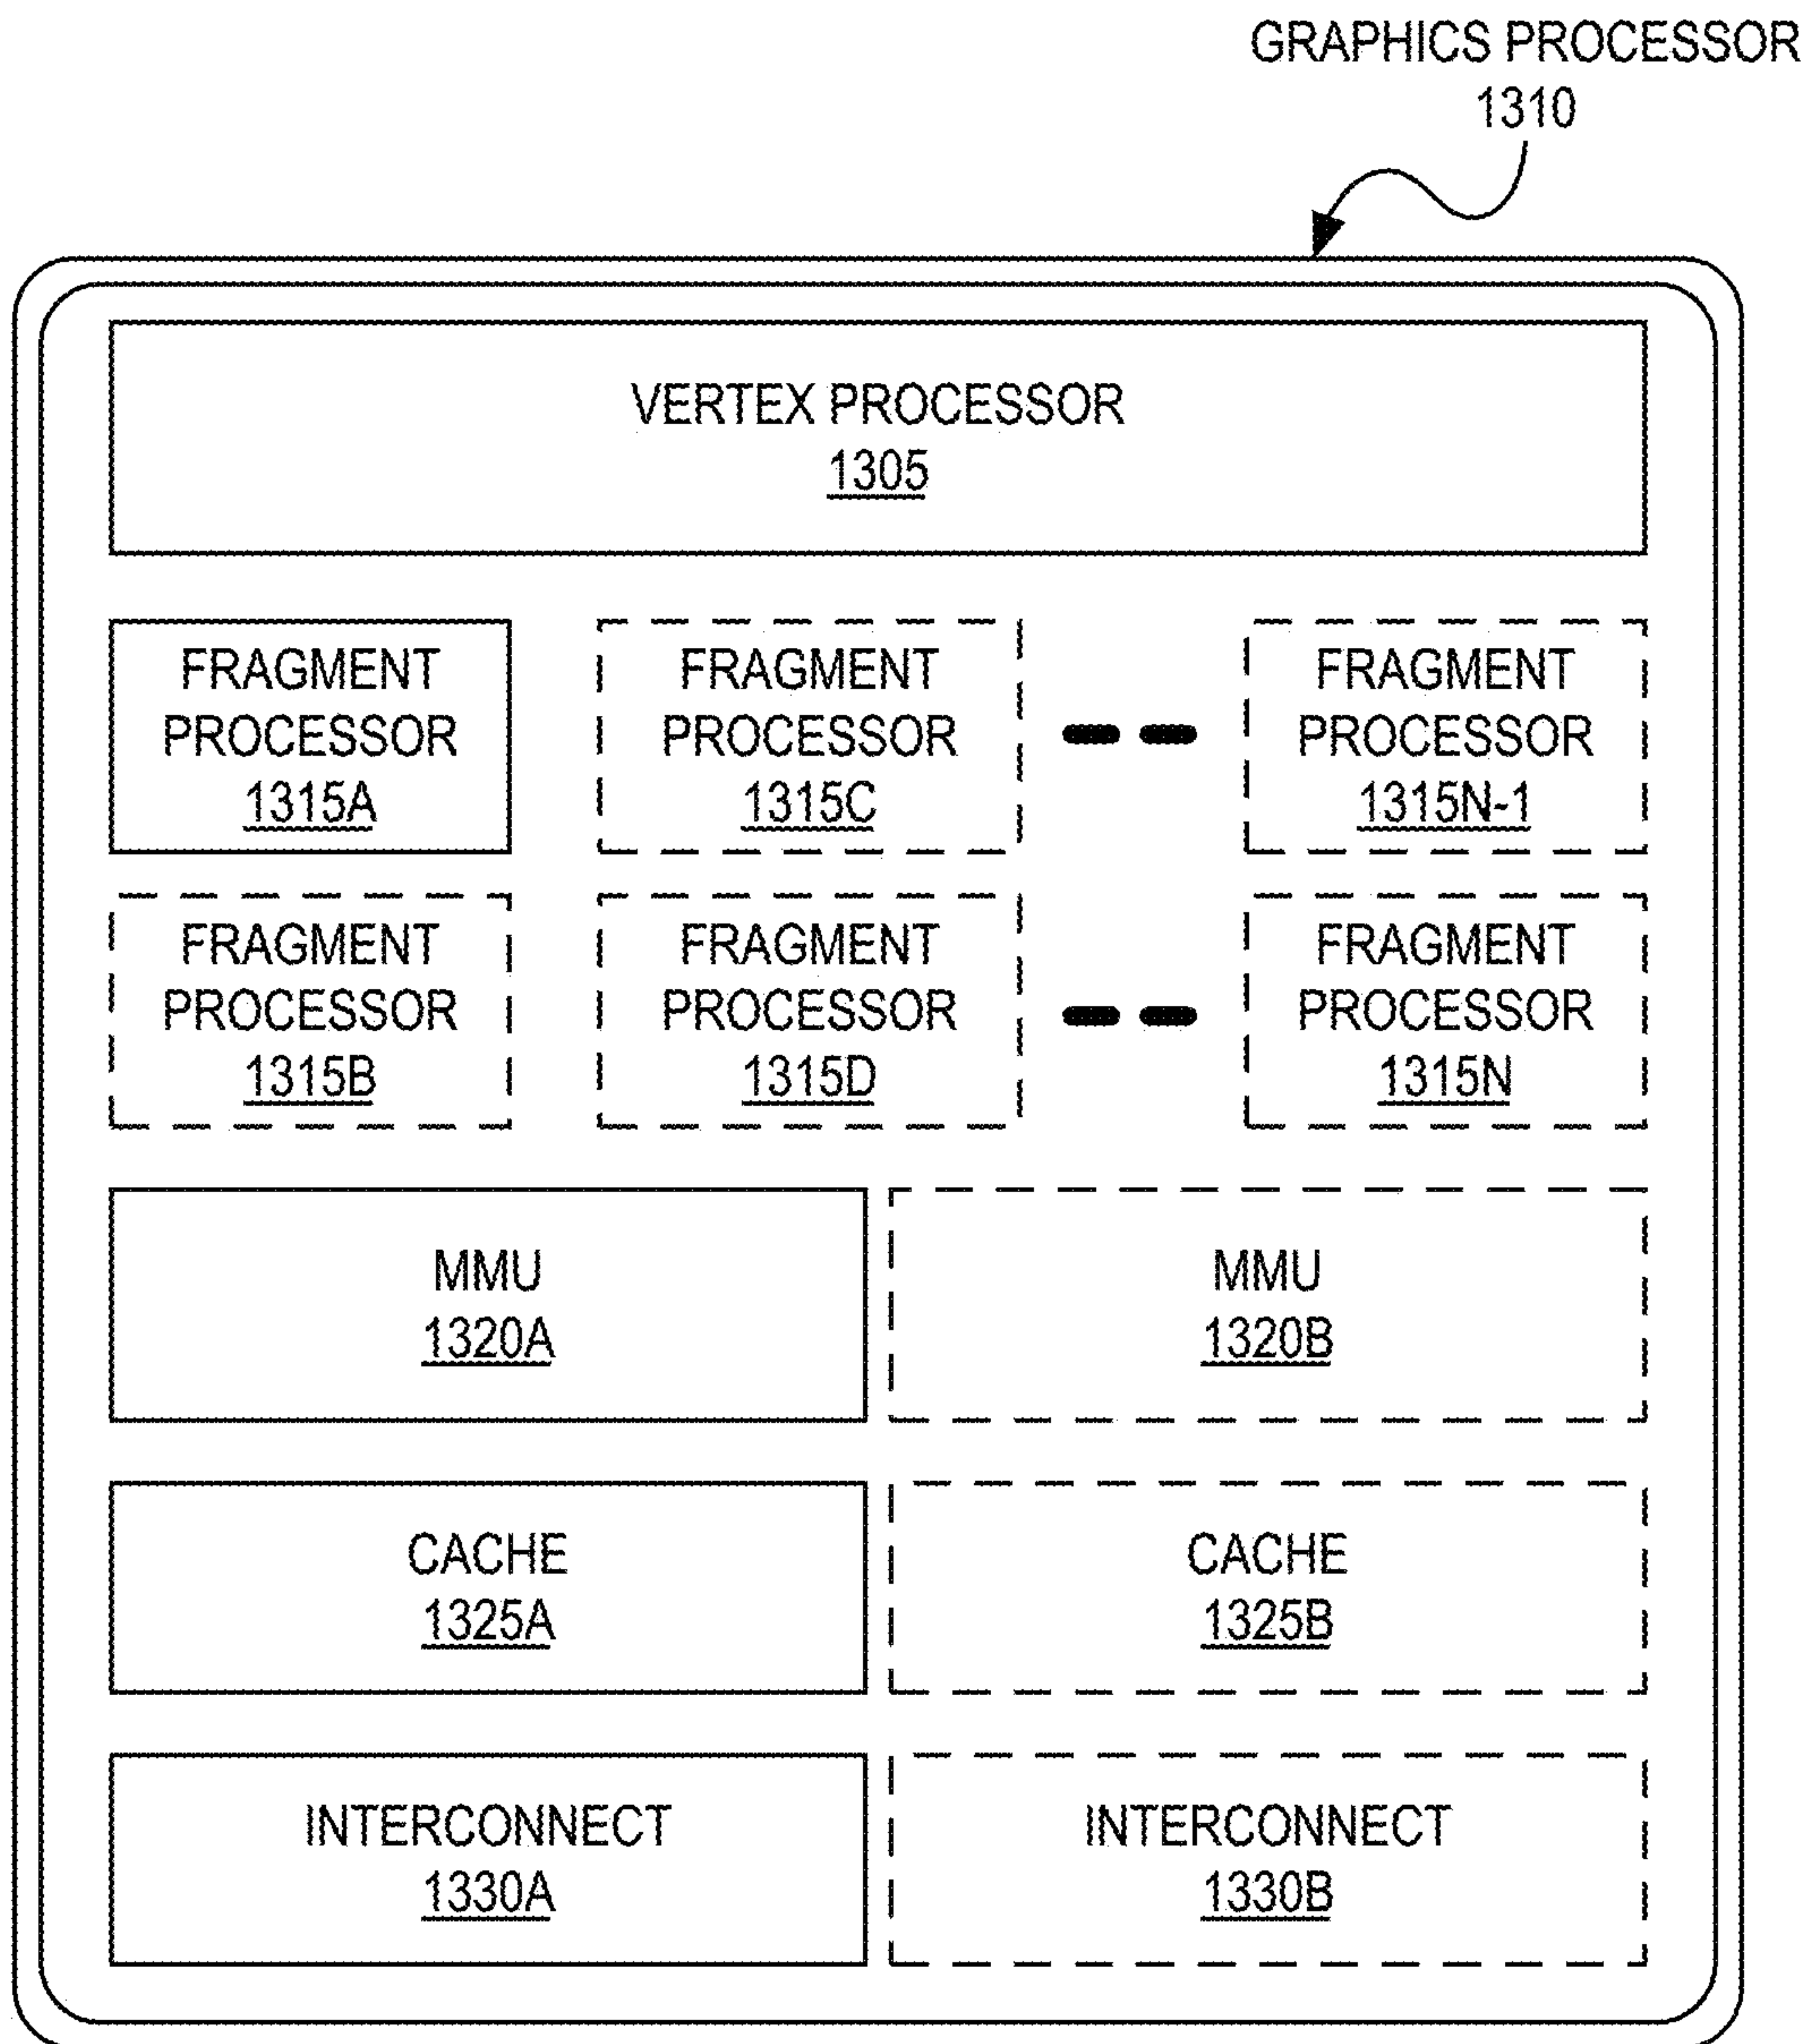 GRAPHICS PROCESSOR
1310
VERTEX PROCESSOR
1305
FRAGMENT
PROCESSOR
1315A
FRAGMENT
PROCESSOR
1315C
FRAGMENT
PROCESSOR
1315N-1
FRAGMENT
PROCESSOR
1315B
FRAGMENT
PROCESSOR
1315D
FRAGMENT
PROCESSOR
1315N
MMU
1320A
MMU
1320B
CACHE
1325A
CACHE
1325B
INTERCONNECT
1330A
INTERCONNECT
1330B